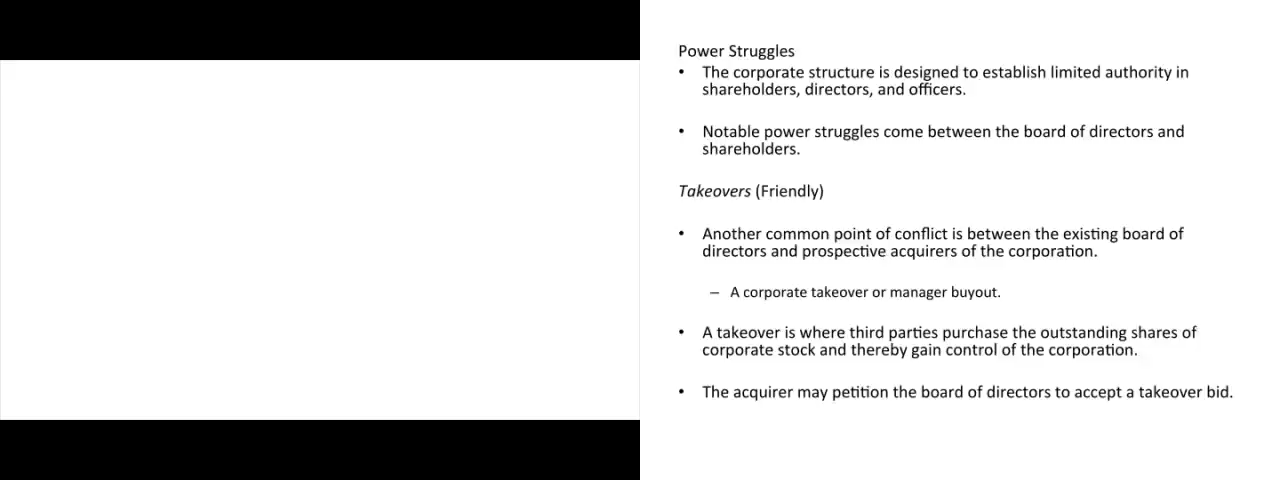 Power Struggles
• The corporate structure is designed to establish limited authority in
shareholders, directors, and officers.
• Notable power struggles come between the board of directors and
shareholders.
Takeovers (Friendly)
• Another common point of conflict is between the existing board of
directors and prospective acquirers of the corporation.
– A corporate takeover or manager buyout.
• A takeover is where third parties purchase the outstanding shares of
corporate stock and thereby gain control of the corporation.
• The acquirer may petition the board of directors to accept a takeover bid.